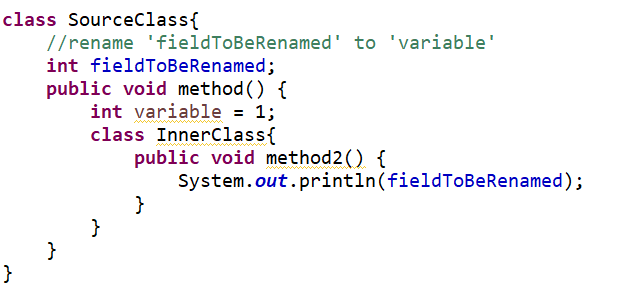 class SourceClass{
    //rename 'fieldToBeRenamed' to 'variable'
    int fieldToBeRenamed;
    public void method() {
        int variable = 1;
        class InnerClass{
            public void method2() {
                System.out.println(fieldToBeRenamed);
            }
        }
    }
}